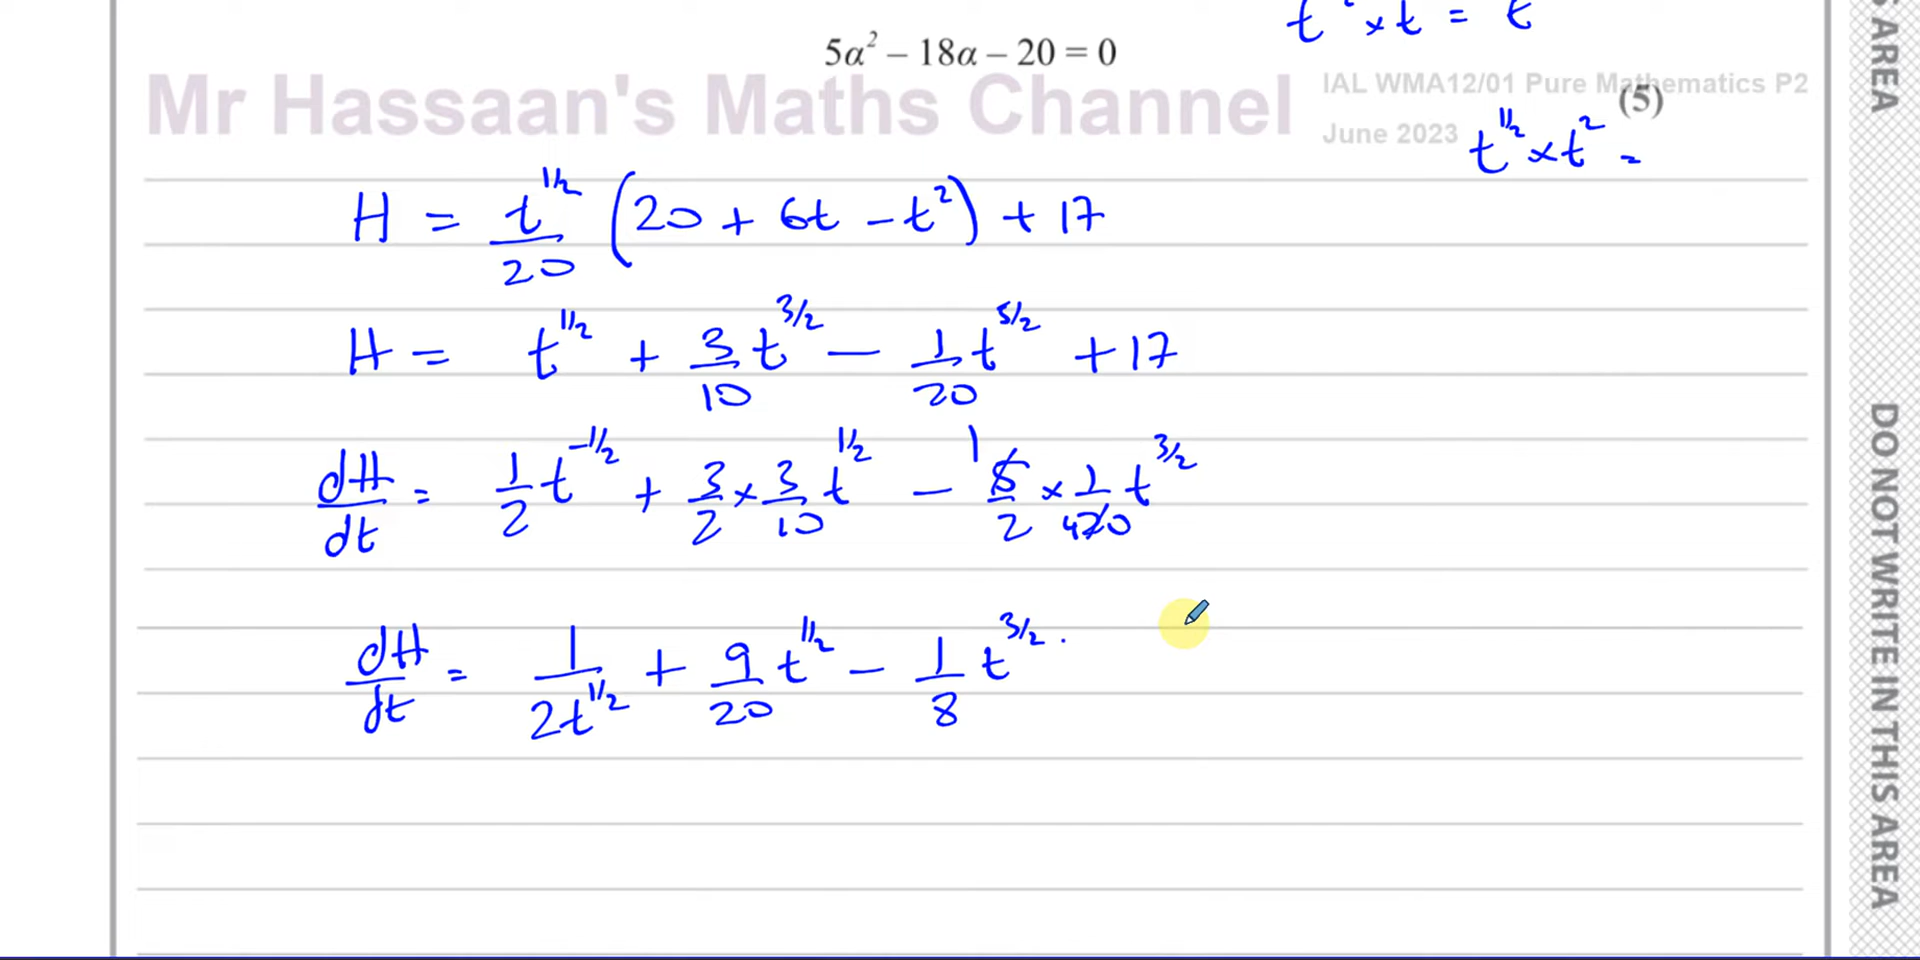 t × t = t
5α² – 18α – 20 = 0
S AREA
Mr Hassaan's Maths Channel
IAL WMA12/01 Pure Mathematics P2
(5)
June 2023
t^{1/2} × t² =
H = t^{1/2}/20 (20 + 6t – t²) + 17
H = t^{1/2} + 3/10 t^{3/2} – 1/20 t^{5/2} + 17
dH/dt = 1/2 t^{-1/2} + 3/2 × 3/10 t^{1/2} – 1 5/2 × 1/4 20 t^{3/2}
dH/dt = 1/2t^{1/2} + 9/20 t^{1/2} – 1/8 t^{3/2} .
DO NOT WRITE IN THIS AREA